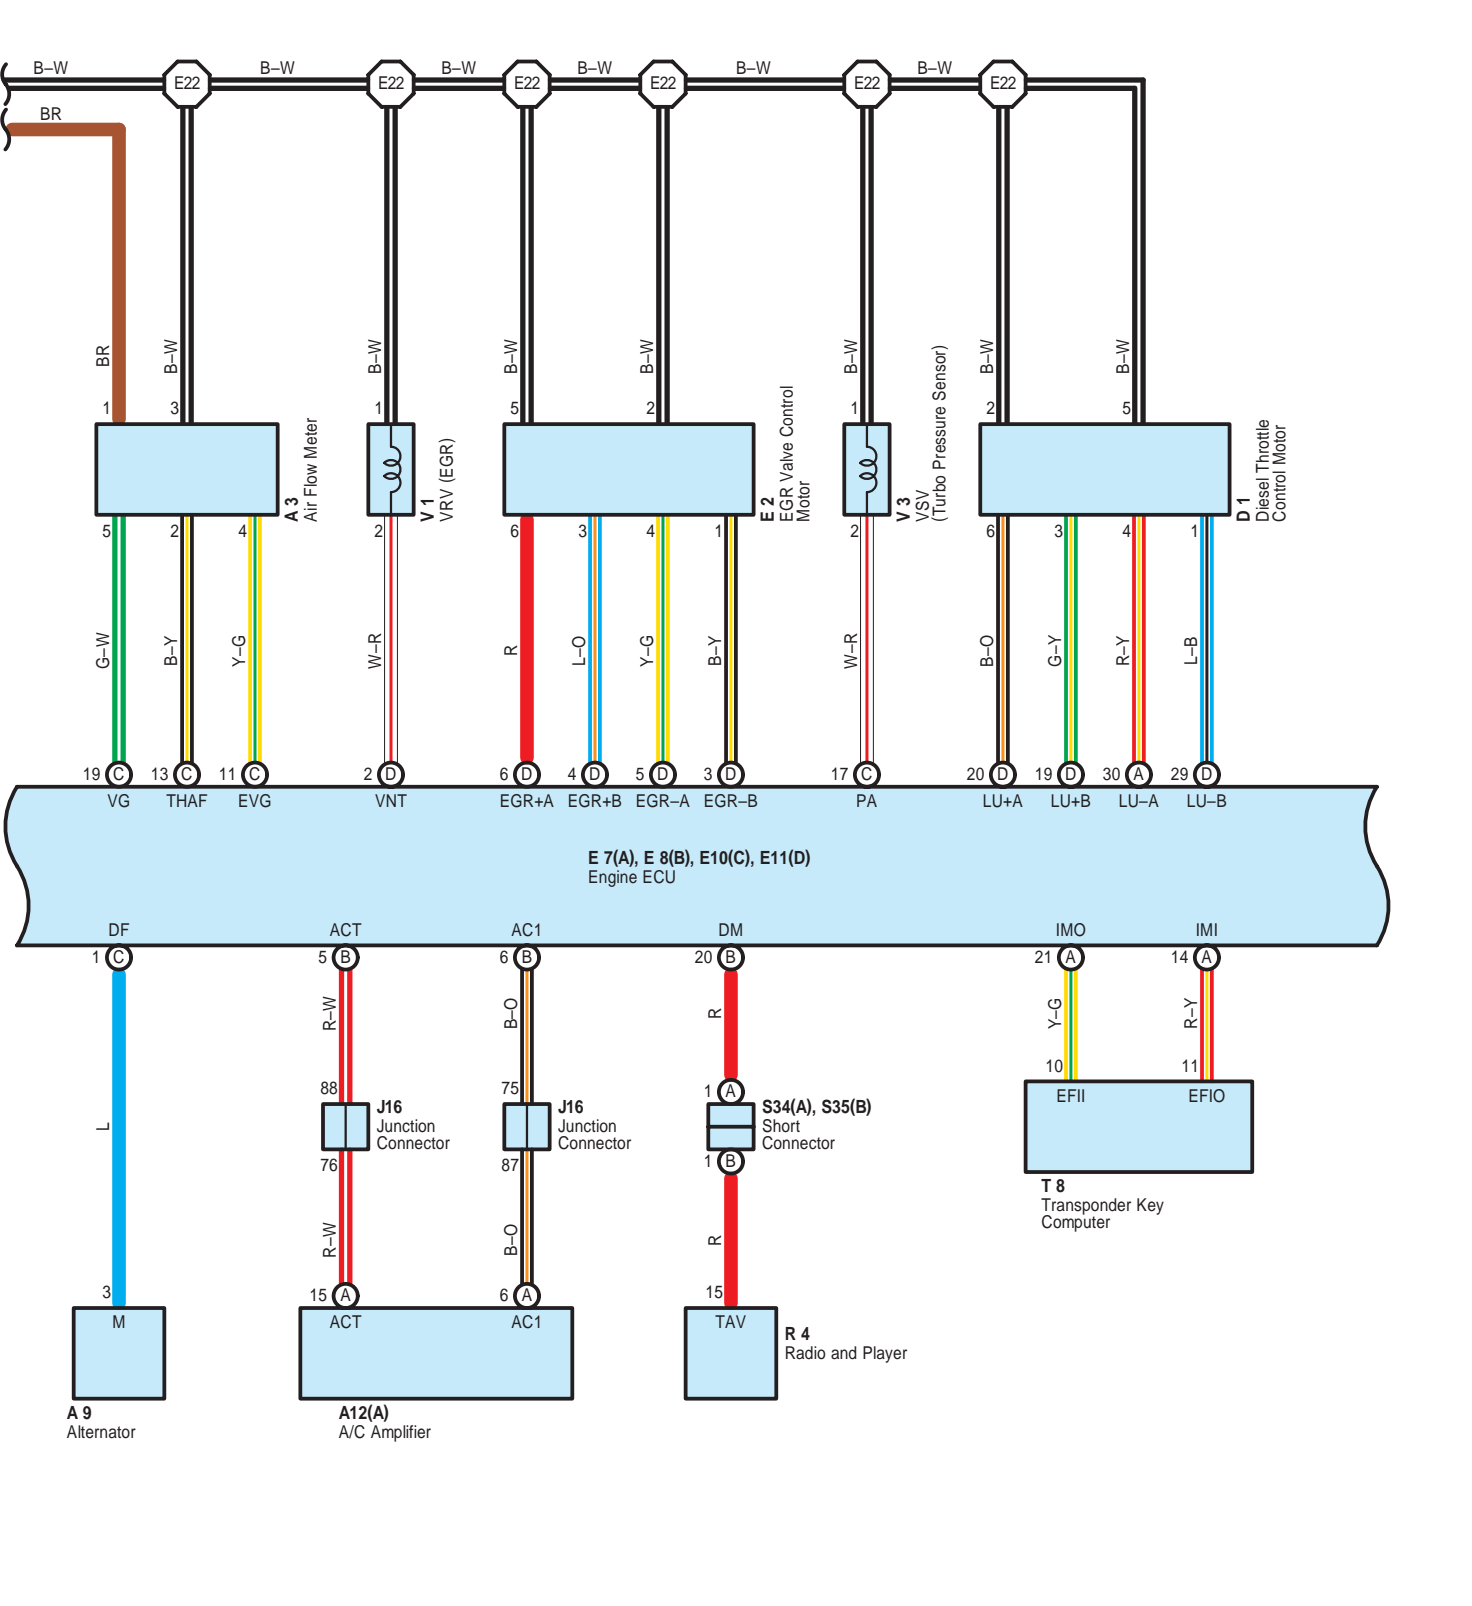 B–W B–W B–W B–W B–W B–W
E22 E22 E22 E22 E22 E22
BR
BR B–W B–W B–W B–W B–W B–W B–W
1 3 1 5 2 1 2 5
A 3
Air Flow Meter
V 1
VRV (EGR)
E 2
EGR Valve Control
Motor
V 3
VSV
(Turbo Pressure Sensor)
D 1
Diesel Throttle
Control Motor
5 2 4 2 6 3 4 1 2 6 3 4 1
G–W B–Y Y–G W–R R L–O Y–G B–Y W–R B–O G–Y R–Y L–B
19 C 13 C 11 C 2 D 6 D 4 D 5 D 3 D 17 C 20 D 19 D 30 A 29 D
VG THAF EVG VNT EGR+A EGR+B EGR–A EGR–B PA LU+A LU+B LU–A LU–B
E 7(A), E 8(B), E10(C), E11(D)
Engine ECU
DF ACT AC1 DM IMO IMI
1 C 5 B 6 B 20 B 21 A 14 A
R–W B–O R Y–G R–Y
88 75 1 A 10 11
EFII EFIO
L
J16
Junction
Connector
J16
Junction
Connector
S34(A), S35(B)
Short
Connector
76 87 1 B
T 8
Transponder Key
Computer
R–W B–O R
3 15 A 6 A 15
M ACT AC1 TAV
R 4
Radio and Player
A 9
Alternator
A12(A)
A/C Amplifier